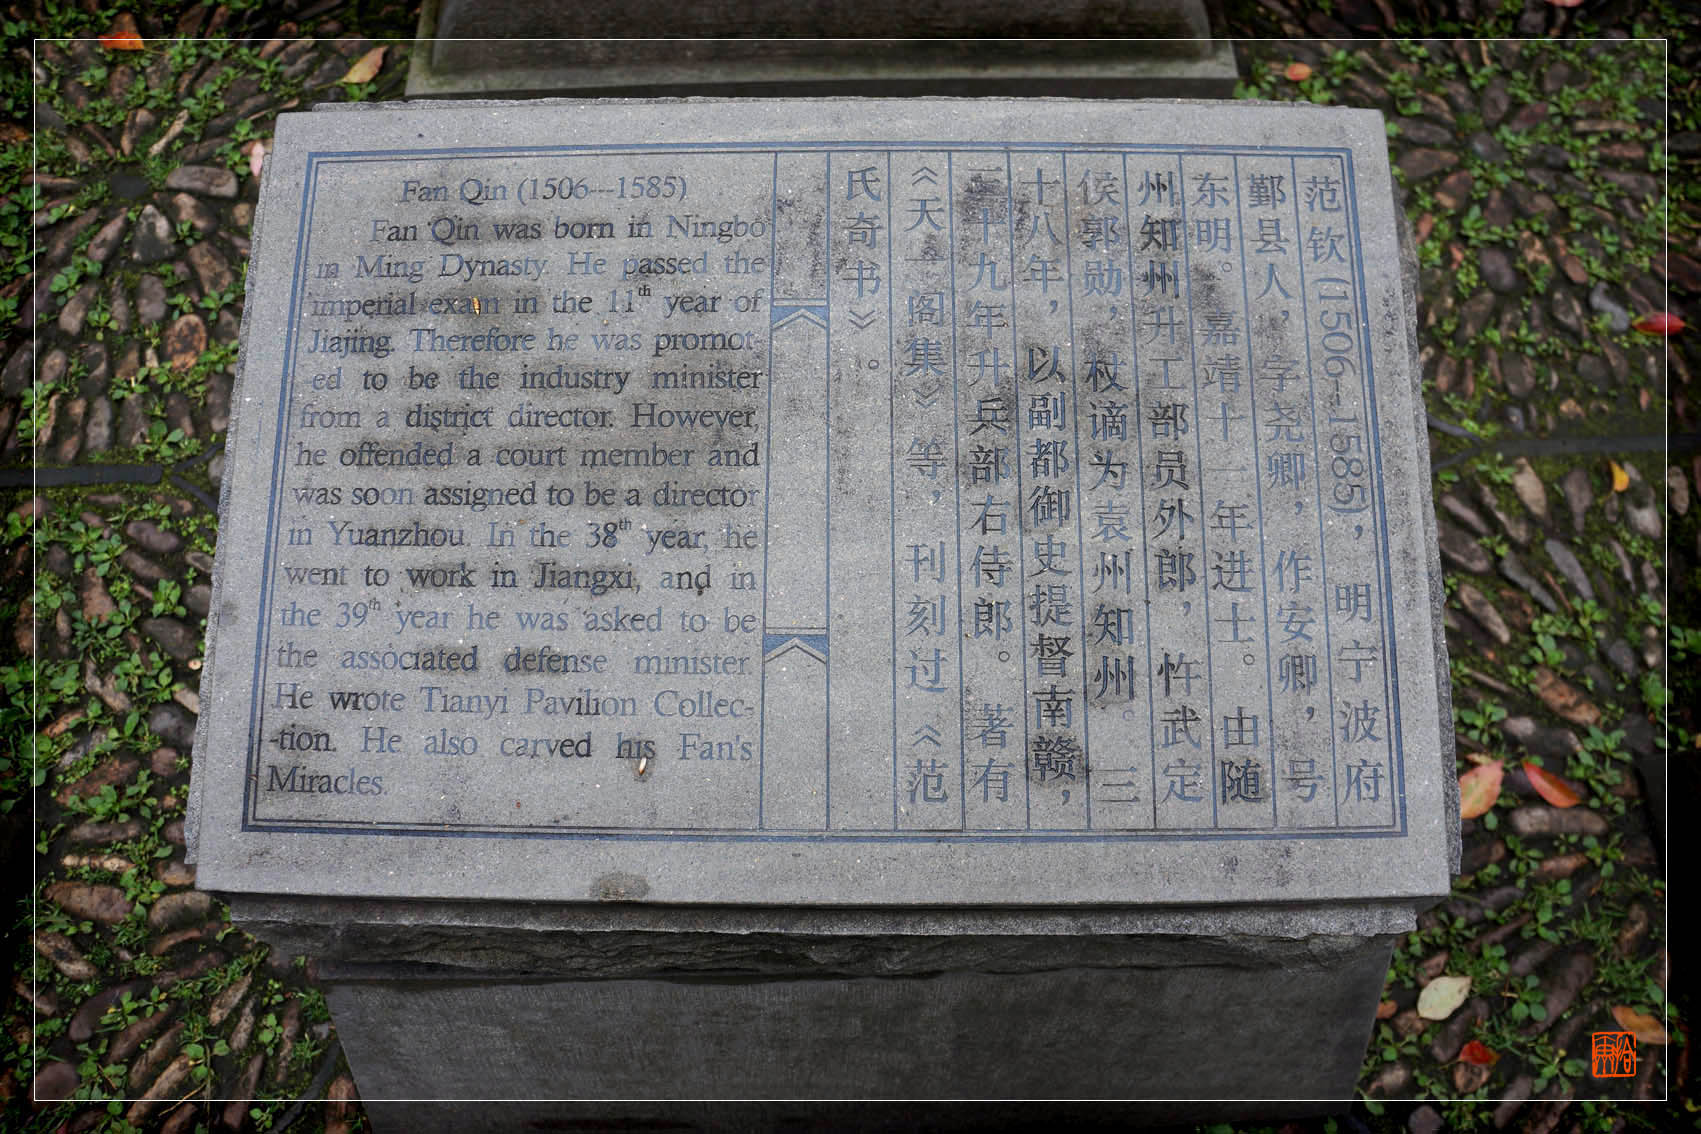 Fan Qin (1506---1585)
Fan Qin was born in Ningbo
in Ming Dynasty. He passed the
imperial exam in the 11th year of
Jiajing. Therefore he was promot-
ed to be the industry minister
from a district director. However,
he offended a court member and
was soon assigned to be a director
in Yuanzhou. In the 38th year, he
went to work in Jiangxi, and in
the 39th year he was asked to be
the associated defense minister.
He wrote Tianyi Pavilion Collec-
-tion. He also carved his Fan's
Miracles.
范钦(1506--1585)，明宁波府
鄞县人，字尧卿，作安卿，号
东明。嘉靖十一年进士。由随
州知州升工部员外郎，忤武定
侯郭勋，杖谪为袁州知州。三
十八年，以副都御史提督南赣，
三十九年升兵部右侍郎。著有
《天一阁集》等，刊刻过《范
氏奇书》。